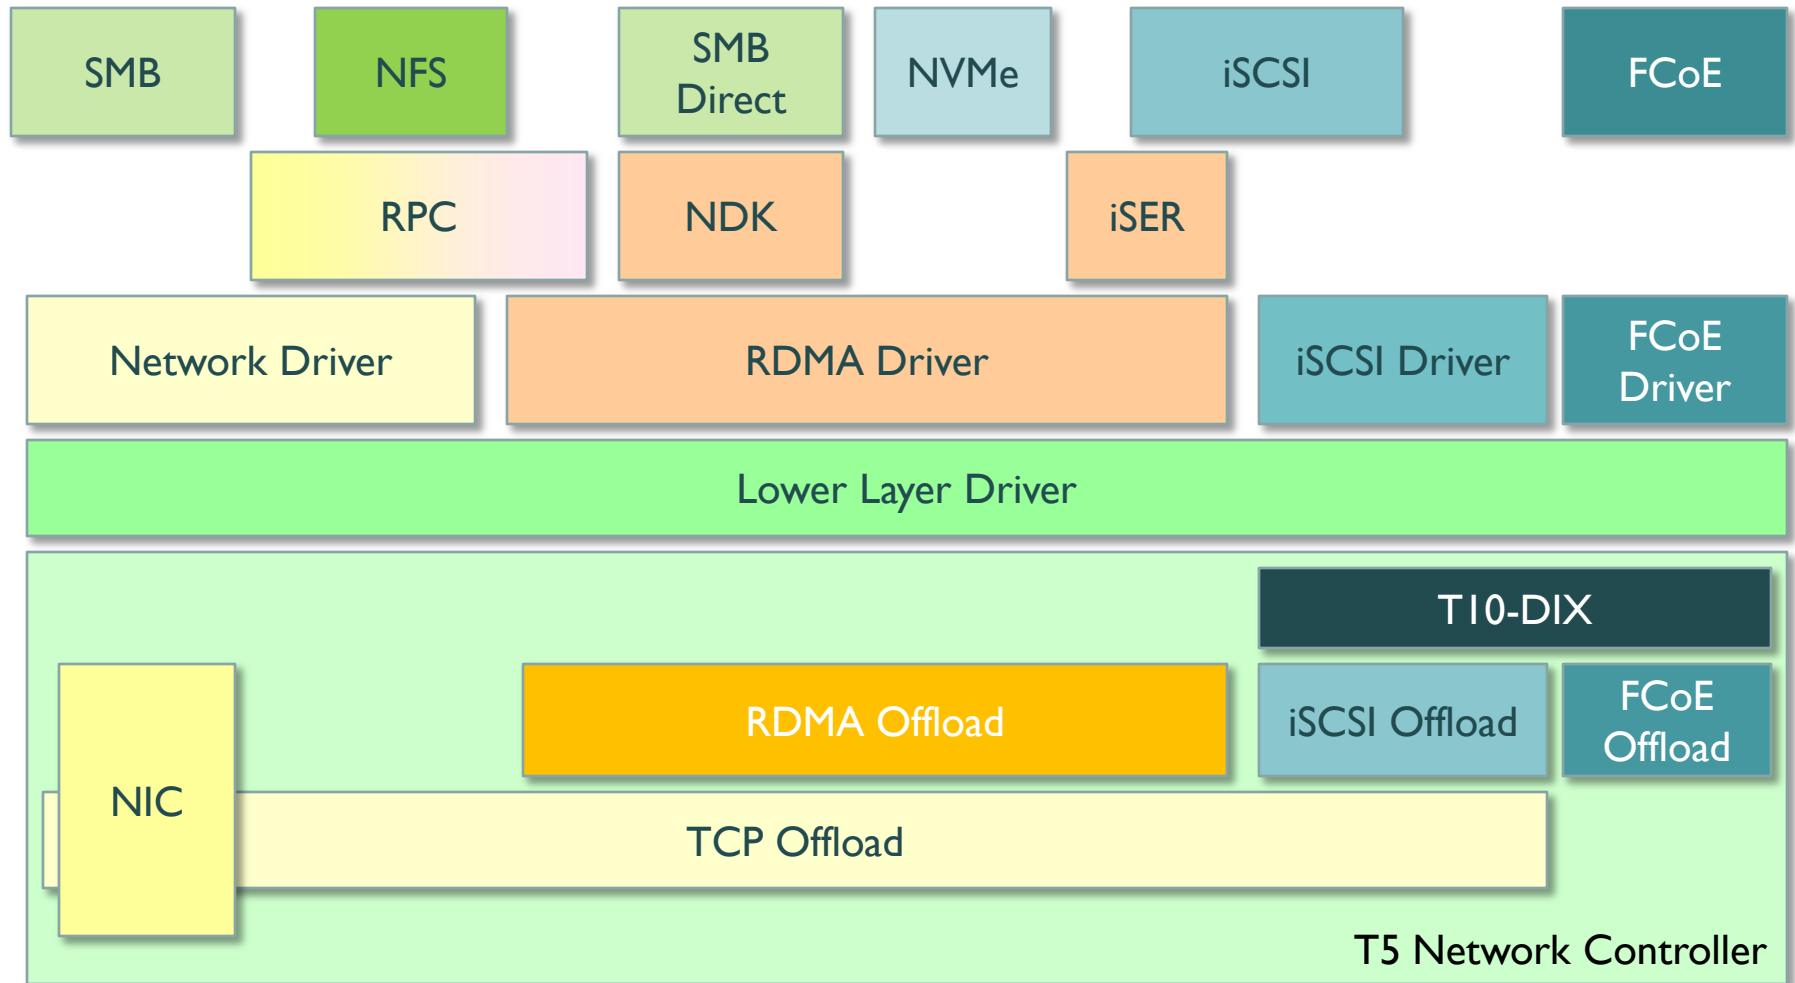 SMB
NFS
SMB
Direct
NVMe
iSCSI
FCoE
RPC
NDK
iSER
Network Driver
RDMA Driver
iSCSI Driver
FCoE
Driver
Lower Layer Driver
T10-DIX
NIC
RDMA Offload
iSCSI Offload
FCoE
Offload
TCP Offload
T5 Network Controller